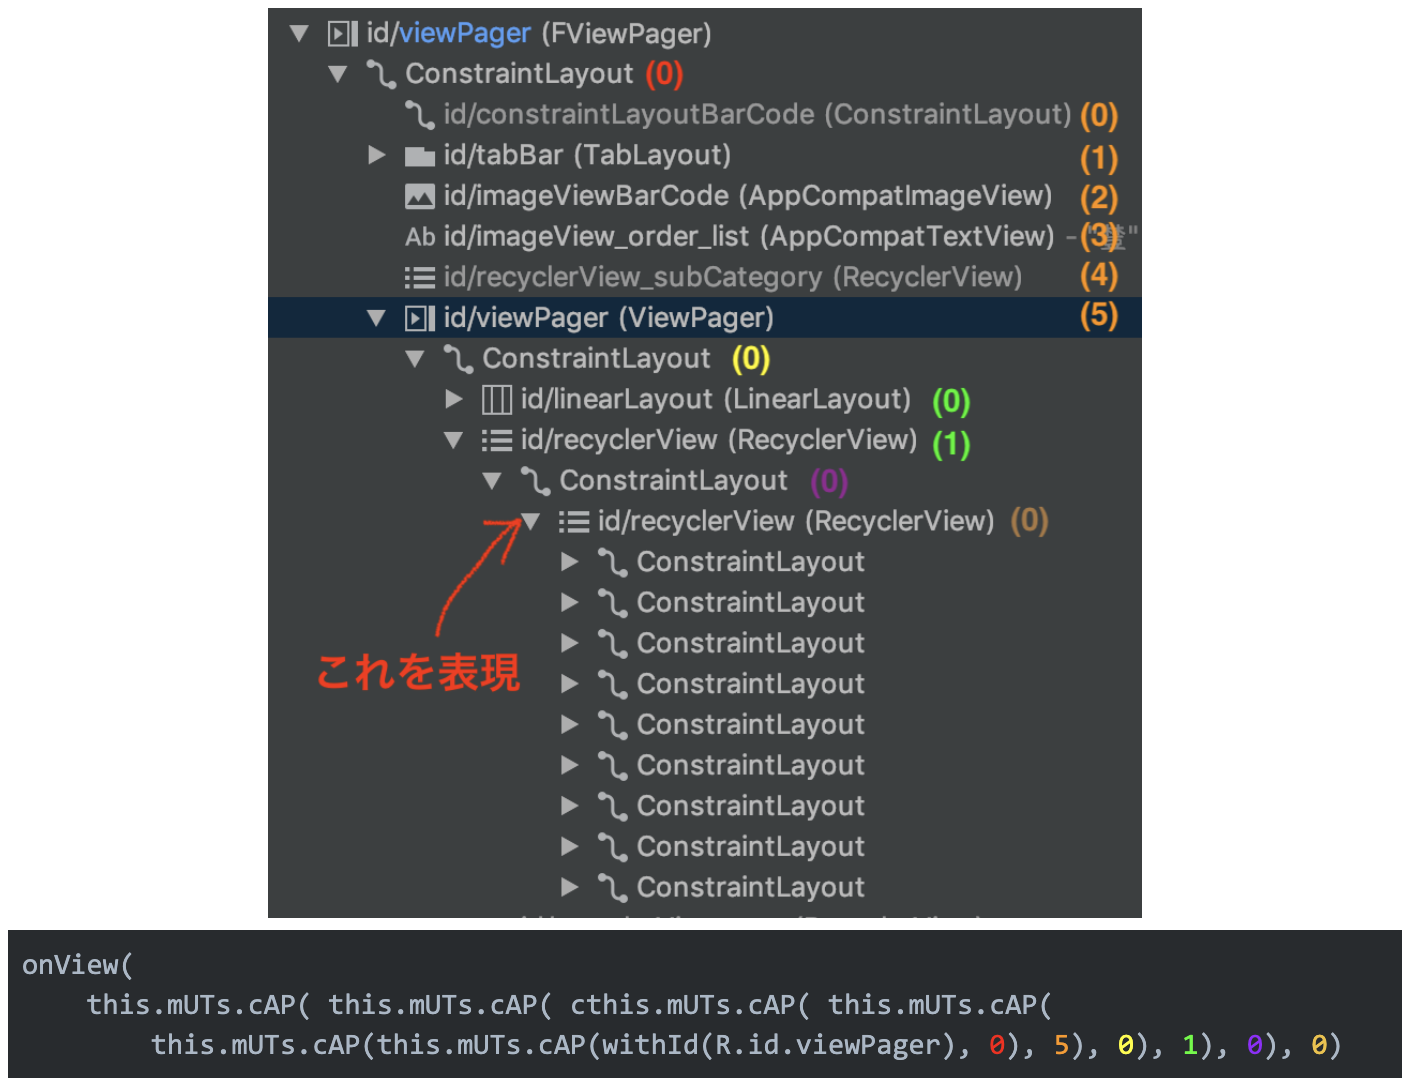 id/viewPager (FViewPager)
ConstraintLayout (0)
id/constraintLayoutBarCode (ConstraintLayout) (0)
id/tabBar (TabLayout) (1)
id/imageViewBarCode (AppCompatImageView) (2)
Ab id/imageView_order_list (AppCompatTextView) - (3)
id/recyclerView_subCategory (RecyclerView) (4)
id/viewPager (ViewPager) (5)
ConstraintLayout (0)
id/linearLayout (LinearLayout) (0)
id/recyclerView (RecyclerView) (1)
ConstraintLayout (0)
id/recyclerView (RecyclerView) (0)
ConstraintLayout
ConstraintLayout
ConstraintLayout
これを表現
ConstraintLayout
ConstraintLayout
ConstraintLayout
ConstraintLayout
ConstraintLayout
ConstraintLayout
onView(
this.mUTs.cAP( this.mUTs.cAP( cthis.mUTs.cAP( this.mUTs.cAP(
this.mUTs.cAP(this.mUTs.cAP(withId(R.id.viewPager), 0), 5), 0), 1), 0), 0)